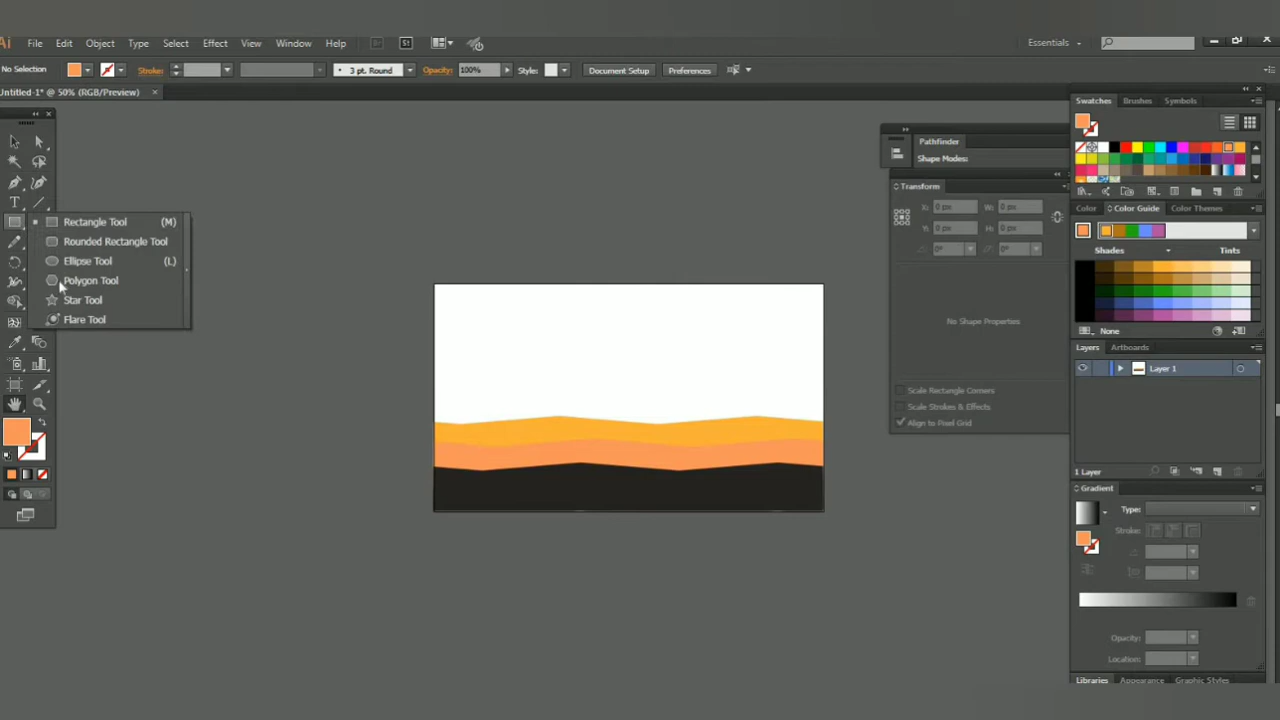 Ai File Edit Object Type Select Effect View Window Help Br St Essentials
No Selection Stroke: 3 pt. Round Opacity: 100% Style: Document Setup Preferences
Untitled-1* @ 50% (RGB/Preview)
Swatches Brushes Symbols
Pathfinder
Shape Modes:
Transform
X: 0 px W: 0 px
Y: 0 px H: 0 px
0° 0°
No Shape Properties
Scale Rectangle Corners
Scale Strokes & Effects
Align to Pixel Grid
Rectangle Tool (M)
Rounded Rectangle Tool
Ellipse Tool (L)
Polygon Tool
Star Tool
Flare Tool
Color Color Guide Color Themes
Shades Tints
None
Layers Artboards
Layer 1
1 Layer
Gradient
Type:
Stroke:
Opacity:
Location:
Libraries Appearance Graphic Styles